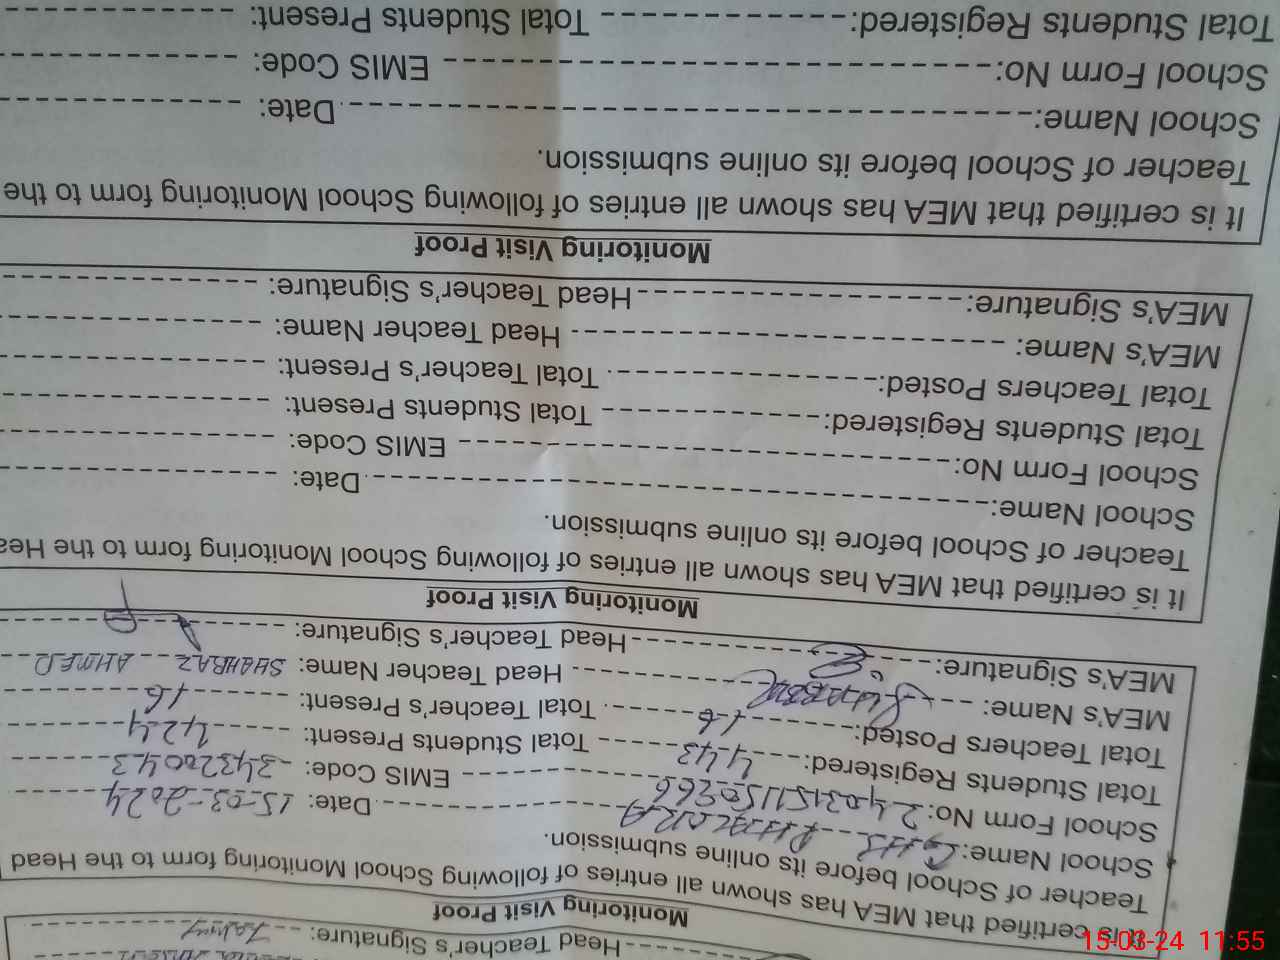 Head Teacher's Signature:
Monitoring Visit Proof
It is certified that MEA has shown all entries of following School Monitoring form to the Head
Teacher of School before its online submission.
School Name: GHS Date: 15-03-2024
School Form No: EMIS Code: 34320043
Total Students Registered: 443 Total Students Present: 424
Total Teachers Posted: 16 Total Teacher's Present: 16
MEA's Name: Head Teacher Name: SHAHBAZ AHMED
MEA's Signature: Head Teacher's Signature:
Monitoring Visit Proof
It is certified that MEA has shown all entries of following School Monitoring form to the Hea
Teacher of School before its online submission.
School Name: Date:
School Form No: EMIS Code:
Total Students Registered: Total Students Present:
Total Teachers Posted: Total Teacher's Present:
MEA's Name: Head Teacher Name:
MEA's Signature: Head Teacher's Signature:
Monitoring Visit Proof
It is certified that MEA has shown all entries of following School Monitoring form to the
Teacher of School before its online submission.
School Name: Date:
School Form No: EMIS Code:
Total Students Registered: Total Students Present:
15-03-24 11:55